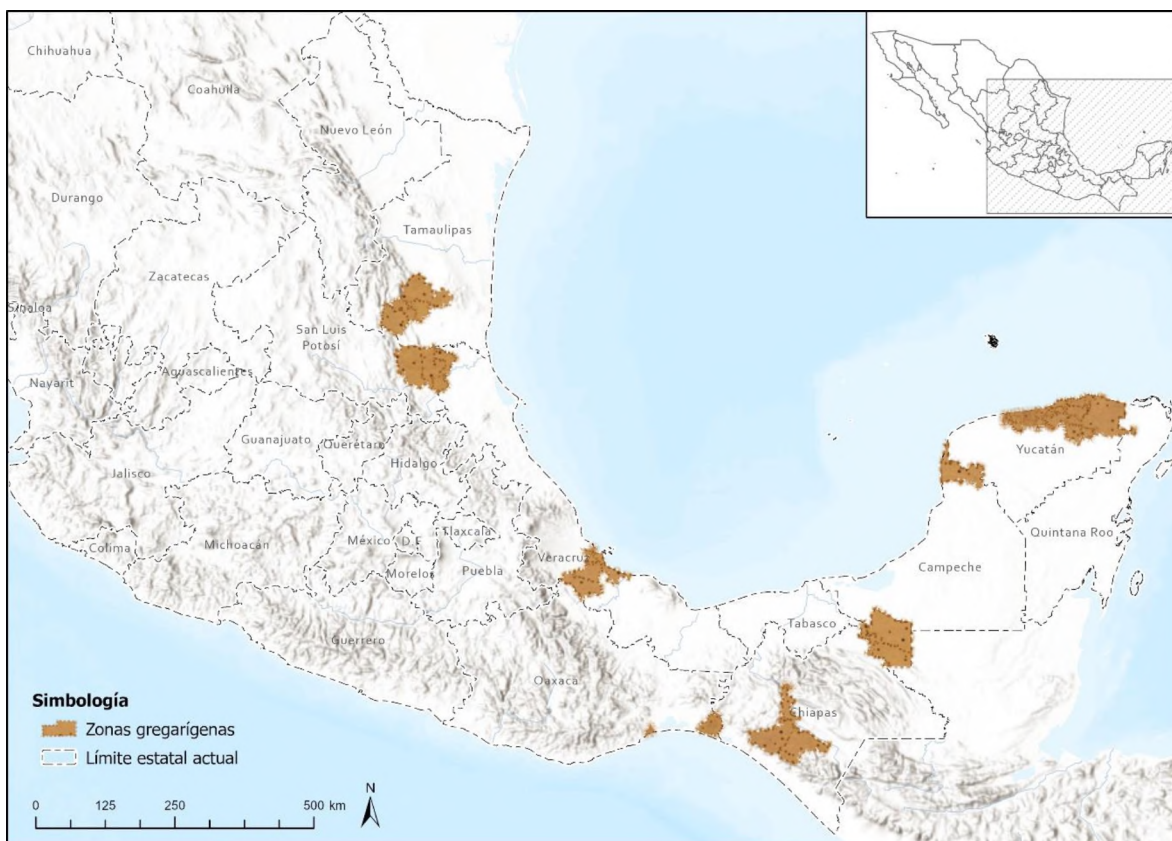 Chihuahua
Coahuila
Nuevo León
Durango
Tamaulipas
Zacatecas
Sinaloa
San Luis
Potosí
Nayarit
Aguascalientes
Guanajuato
Querétaro
Hidalgo
Yucatán
Jalisco
Quintana Roo
Colima
Michoacán
México
D.F.
Tlaxcala
Veracru
Campeche
Morelos
Puebla
Tabasco
Guerrero
Oaxaca
Chiapas
Simbología
Zonas gregarígenas
Límite estatal actual
N
0 125 250 500 km